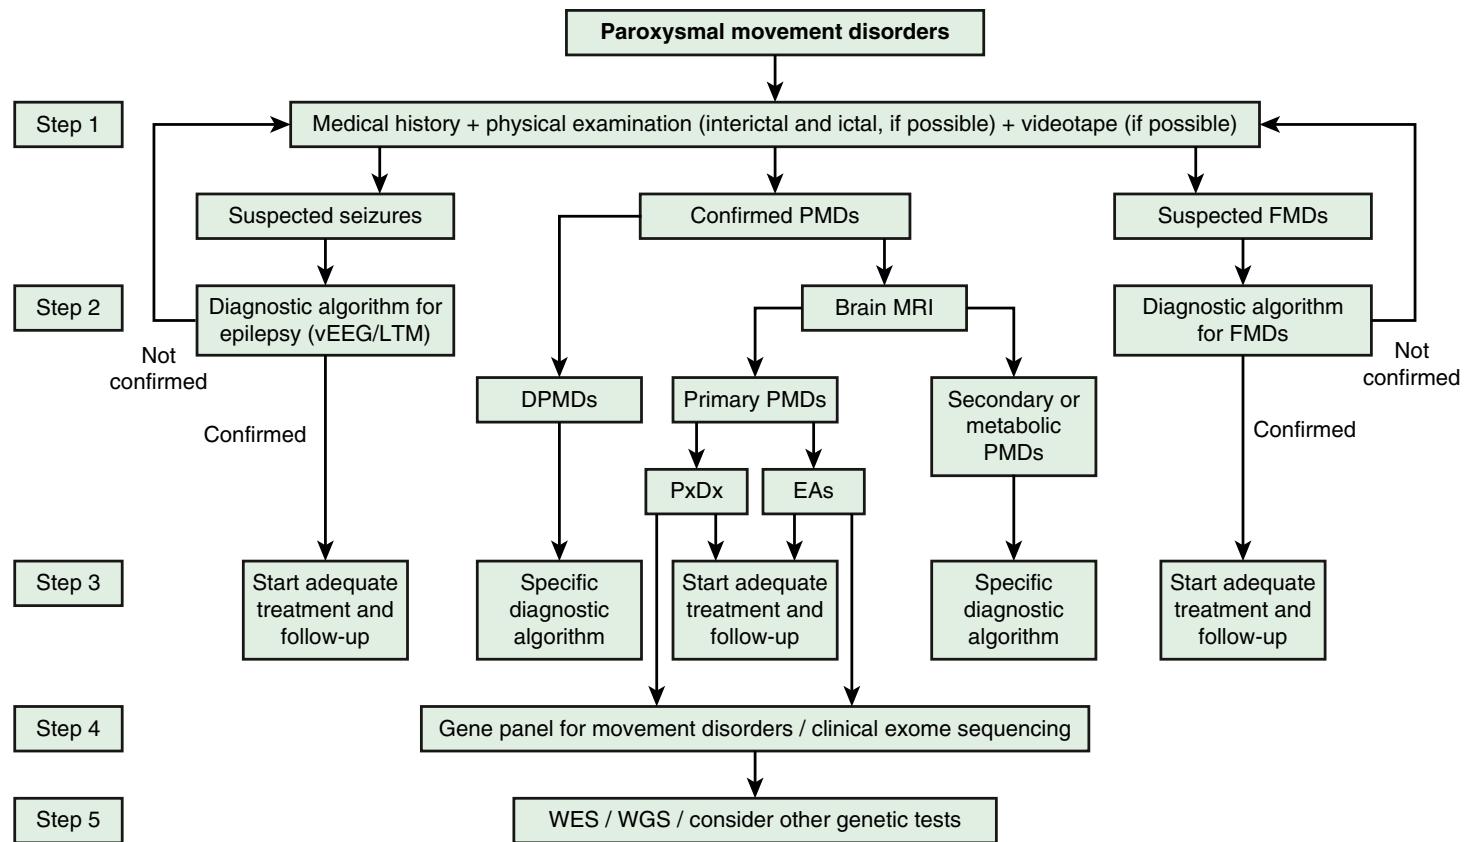 Paroxysmal movement disorders
Step 1
Medical history + physical examination (interictal and ictal, if possible) + videotape (if possible)
Suspected seizures
Confirmed PMDs
Suspected FMDs
Step 2
Diagnostic algorithm for
epilepsy (vEEG/LTM)
Brain MRI
Diagnostic algorithm
for FMDs
Not
confirmed
Not
confirmed
DPMDs
Primary PMDs
Secondary or
metabolic
PMDs
Confirmed
Confirmed
PxDx
EAs
Step 3
Start adequate
treatment and
follow-up
Specific
diagnostic
algorithm
Start adequate
treatment and
follow-up
Specific
diagnostic
algorithm
Start adequate
treatment and
follow-up
Step 4
Gene panel for movement disorders / clinical exome sequencing
Step 5
WES / WGS / consider other genetic tests